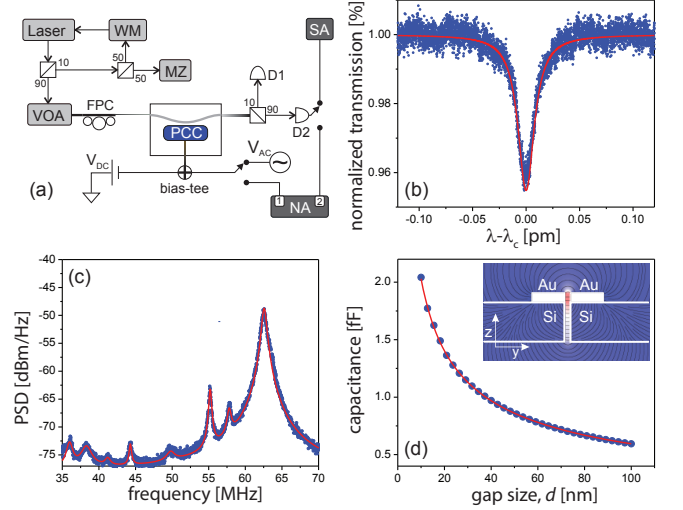 Laser
WM
SA
10
50
MZ
50
90
D1
FPC
10
90
VOA
D2
PCC
V_DC
V_AC
(a)
bias-tee
1
2
NA
normalized transmission [%]
1.00
0.98
0.96
(b)
-0.10
-0.05
0.00
0.05
0.10
λ-λ_c [pm]
PSD [dBm/Hz]
-40
-45
-50
-55
-60
-65
-70
-75
(c)
35
40
45
50
55
60
65
70
frequency [MHz]
capacitance [fF]
2.0
1.5
1.0
0.5
Au
Au
Si
Si
z
y
(d)
0
20
40
60
80
100
gap size, d [nm]